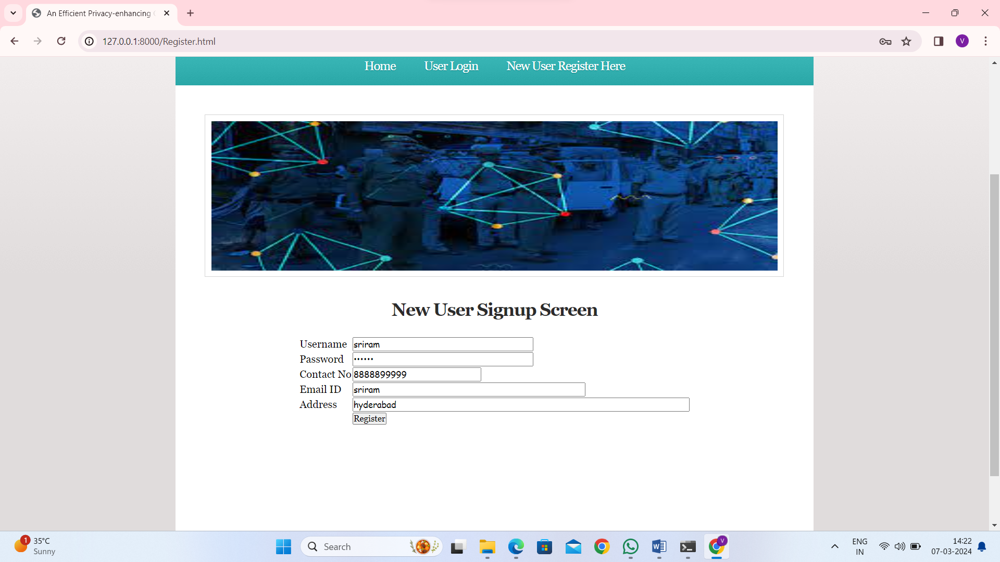 An Efficient Privacy-enhancing
127.0.0.1:8000/Register.html
V
Home User Login New User Register Here
New User Signup Screen
Username sriram
Password ••••••
Contact No 8888899999
Email ID sriram
Address hyderabad
Register
1
35°C
Sunny
Search
V
ENG
IN
14:22
07-03-2024